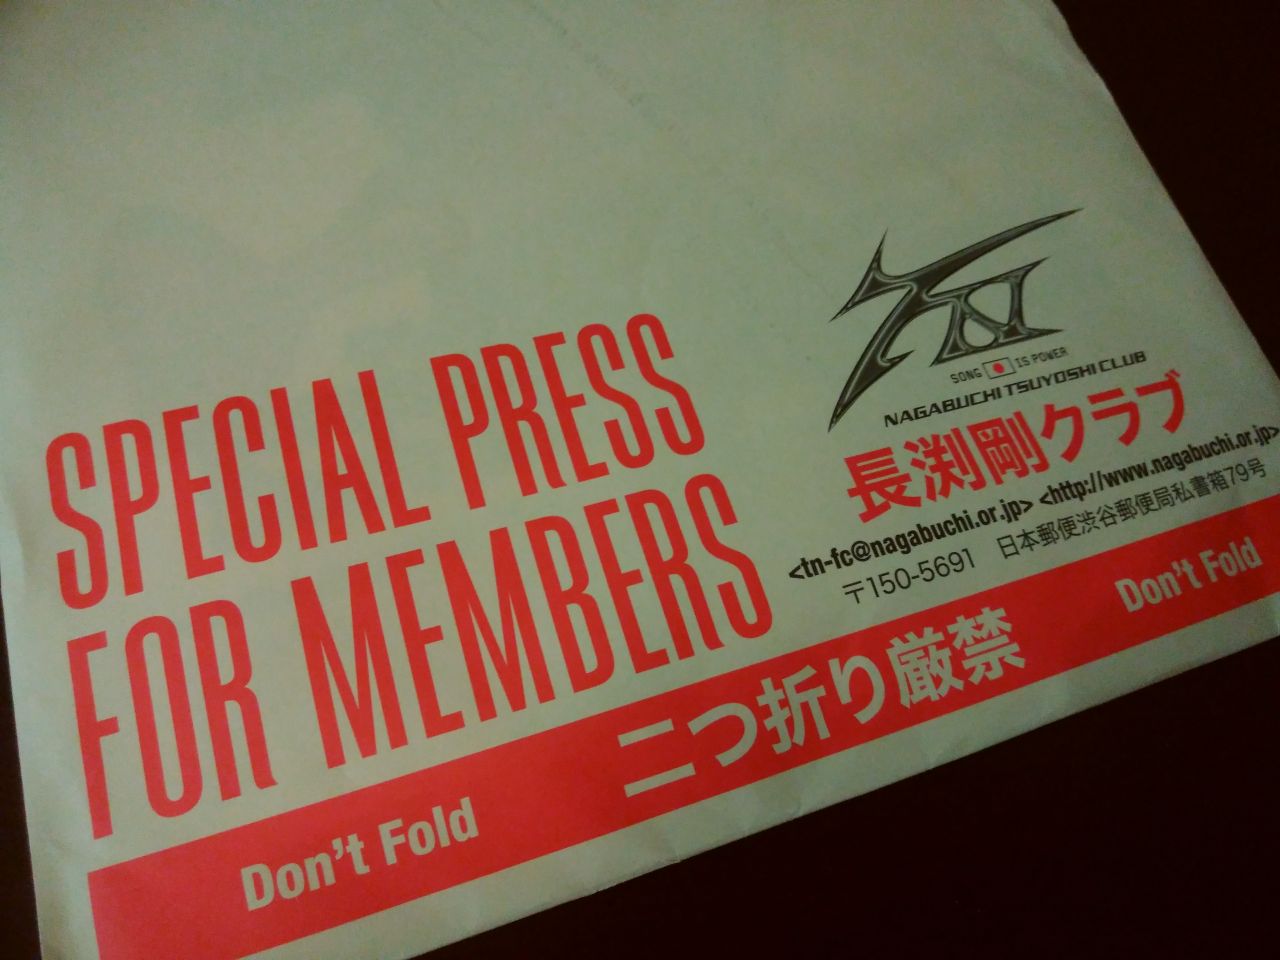 SPECIAL PRESS
FOR MEMBERS
SONG IS POWER
NAGABUCHI TSUYOSHI CLUB
長渕剛クラブ
<tn-fc@nagabuchi.or.jp> <http://www.nagabuchi.or.jp>
〒150-5691 日本郵便渋谷郵便局私書箱79号
Don't Fold 二つ折り厳禁 Don't Fold